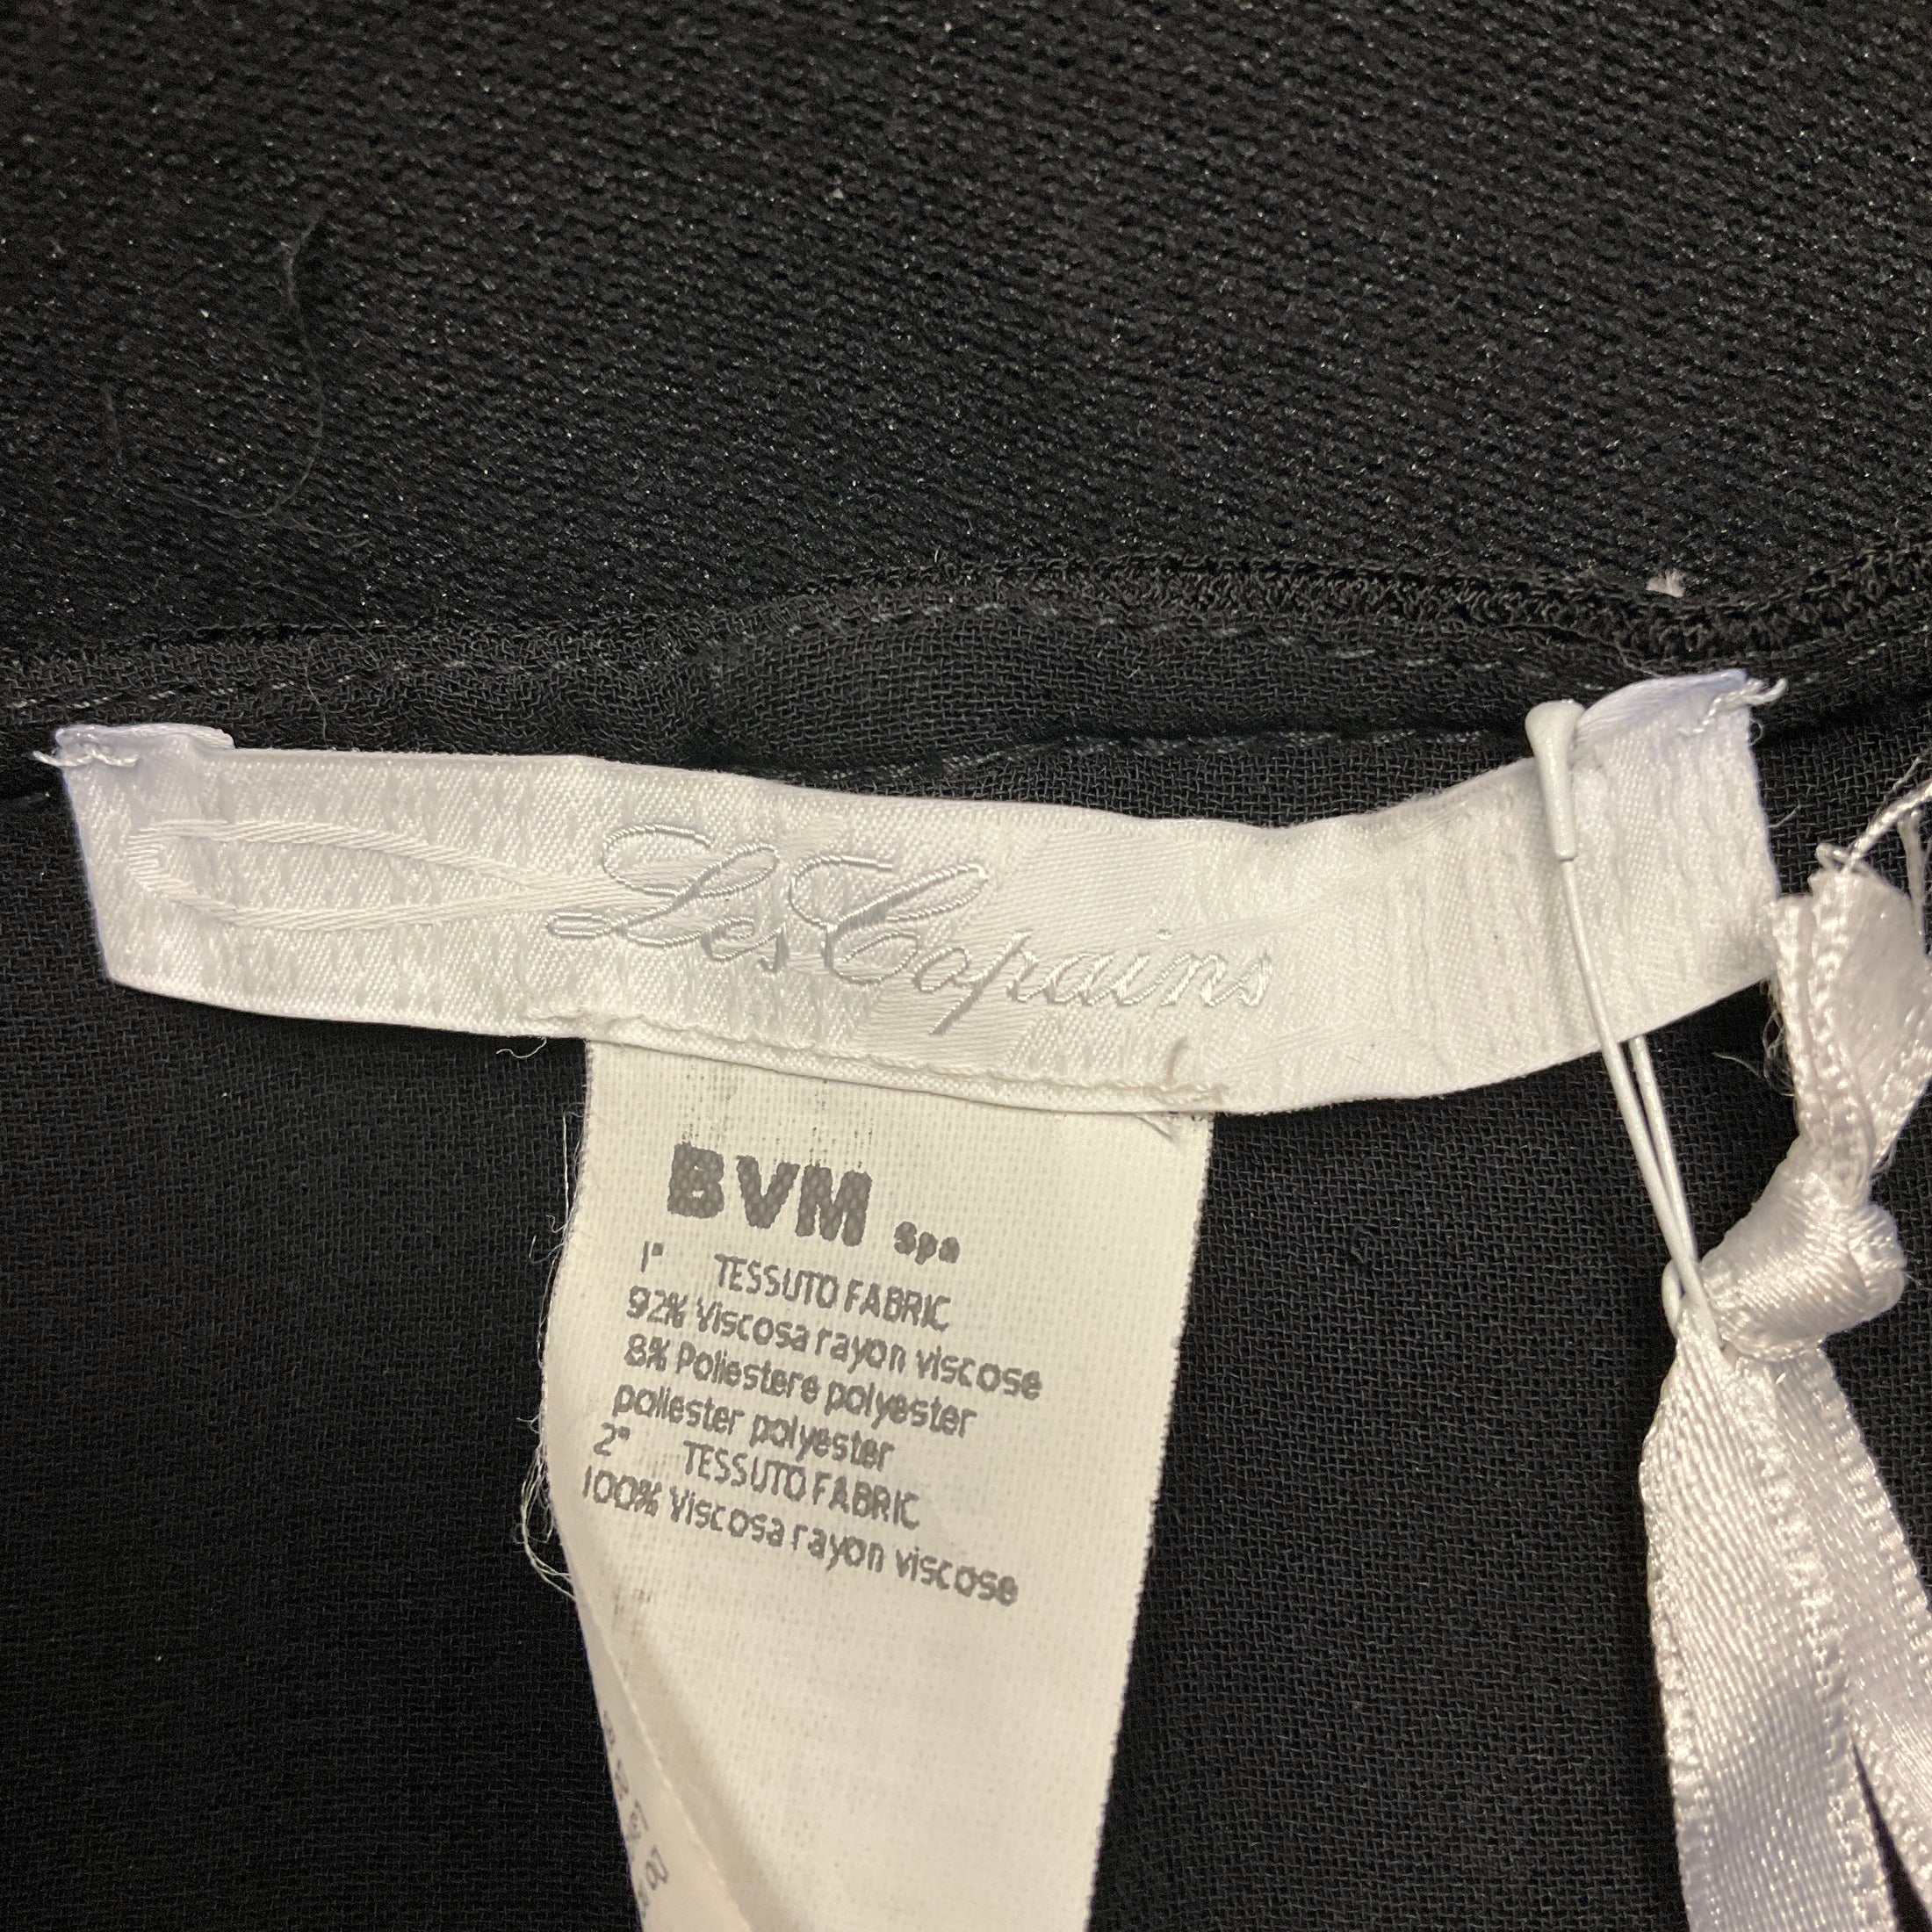 Les Copains
BVM spa
1° TESSUTO FABRIC
92% Viscosa rayon viscose
8% Poliestere polyester
poliester polyester
2° TESSUTO FABRIC
100% Viscosa rayon viscose